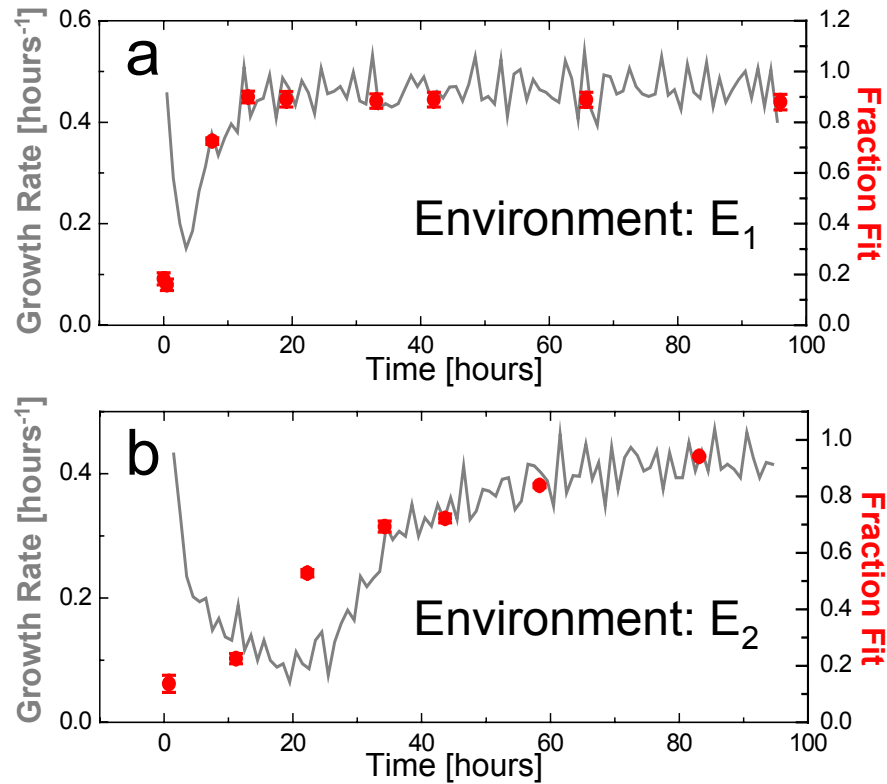 a
Growth Rate [hours-1]
0.6
0.4
0.2
0.0
1.2
1.0
0.8
0.6
0.4
0.2
0.0
Fraction Fit
Environment: E1
0 20 40 60 80 100
Time [hours]
b
Growth Rate [hours-1]
0.4
0.2
0.0
1.0
0.8
0.6
0.4
0.2
0.0
Fraction Fit
Environment: E2
0 20 40 60 80 100
Time [hours]